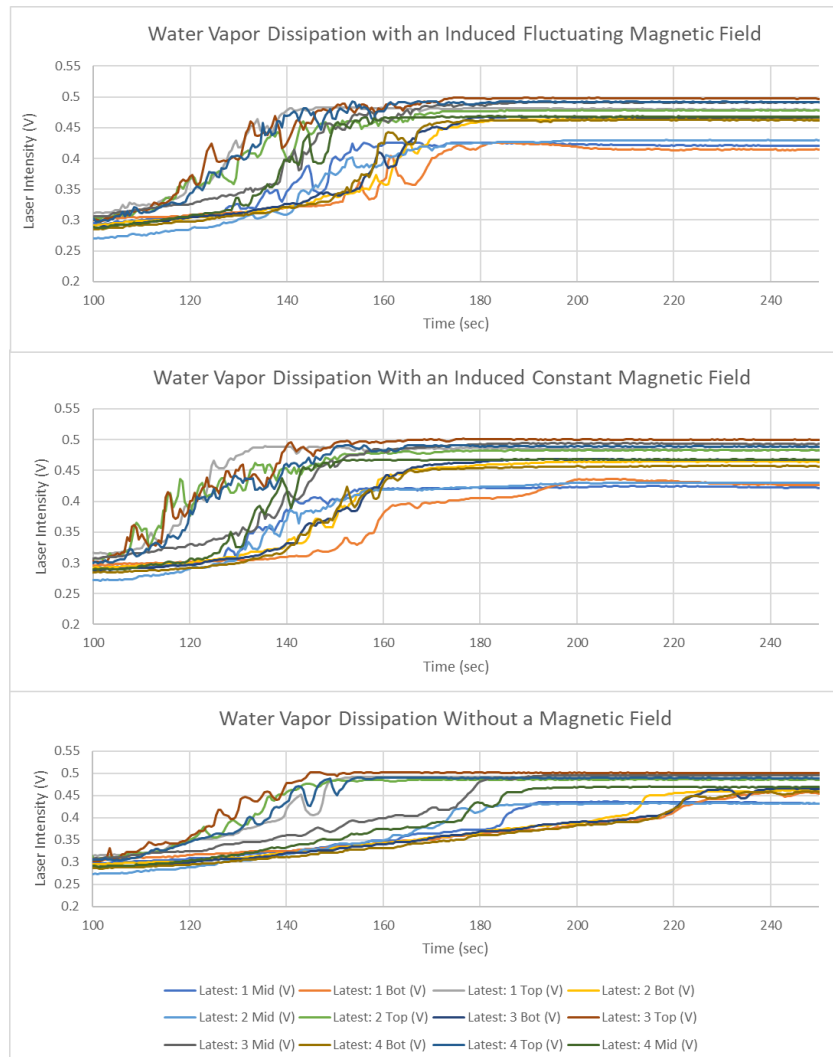 Water Vapor Dissipation with an Induced Fluctuating Magnetic Field
0.55
0.5
0.45
0.4
0.35
0.3
0.25
0.2
Laser Intensity (V)
100 120 140 160 180 200 220 240
Time (sec)
Water Vapor Dissipation With an Induced Constant Magnetic Field
0.55
0.5
0.45
0.4
0.35
0.3
0.25
0.2
Laser Intensity (V)
100 120 140 160 180 200 220 240
Time (sec)
Water Vapor Dissipation Without a Magnetic Field
0.55
0.5
0.45
0.4
0.35
0.3
0.25
0.2
Laser Intensity (V)
100 120 140 160 180 200 220 240
Time (sec)
Latest: 1 Mid (V) Latest: 1 Bot (V) Latest: 1 Top (V) Latest: 2 Bot (V)
Latest: 2 Mid (V) Latest: 2 Top (V) Latest: 3 Bot (V) Latest: 3 Top (V)
Latest: 3 Mid (V) Latest: 4 Bot (V) Latest: 4 Top (V) Latest: 4 Mid (V)